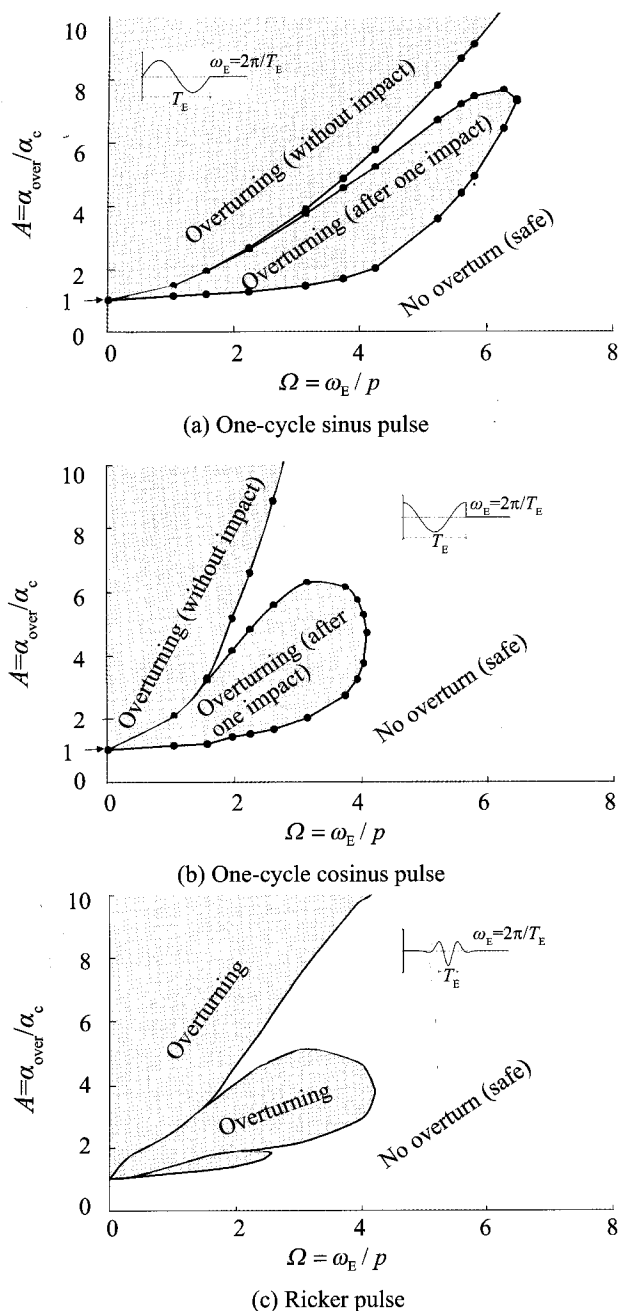 10
8
6
4
2
1
0
A=α_over/α_c
ω_E=2π/T_E
T_E
Overturning (without impact)
Overturning (after one impact)
No overturn (safe)
0 2 4 6 8
Ω = ω_E / p
(a) One-cycle sinus pulse
10
8
6
4
2
1
0
A=α_over/α_c
ω_E=2π/T_E
T_E
Overturning (without impact)
Overturning (after
one impact)
No overturn (safe)
0 2 4 6 8
Ω = ω_E / p
(b) One-cycle cosinus pulse
10
8
6
4
2
0
A=α_over/α_c
ω_E=2π/T_E
T_E
Overturning
Overturning
No overturn (safe)
0 2 4 6 8
Ω = ω_E / p
(c) Ricker pulse